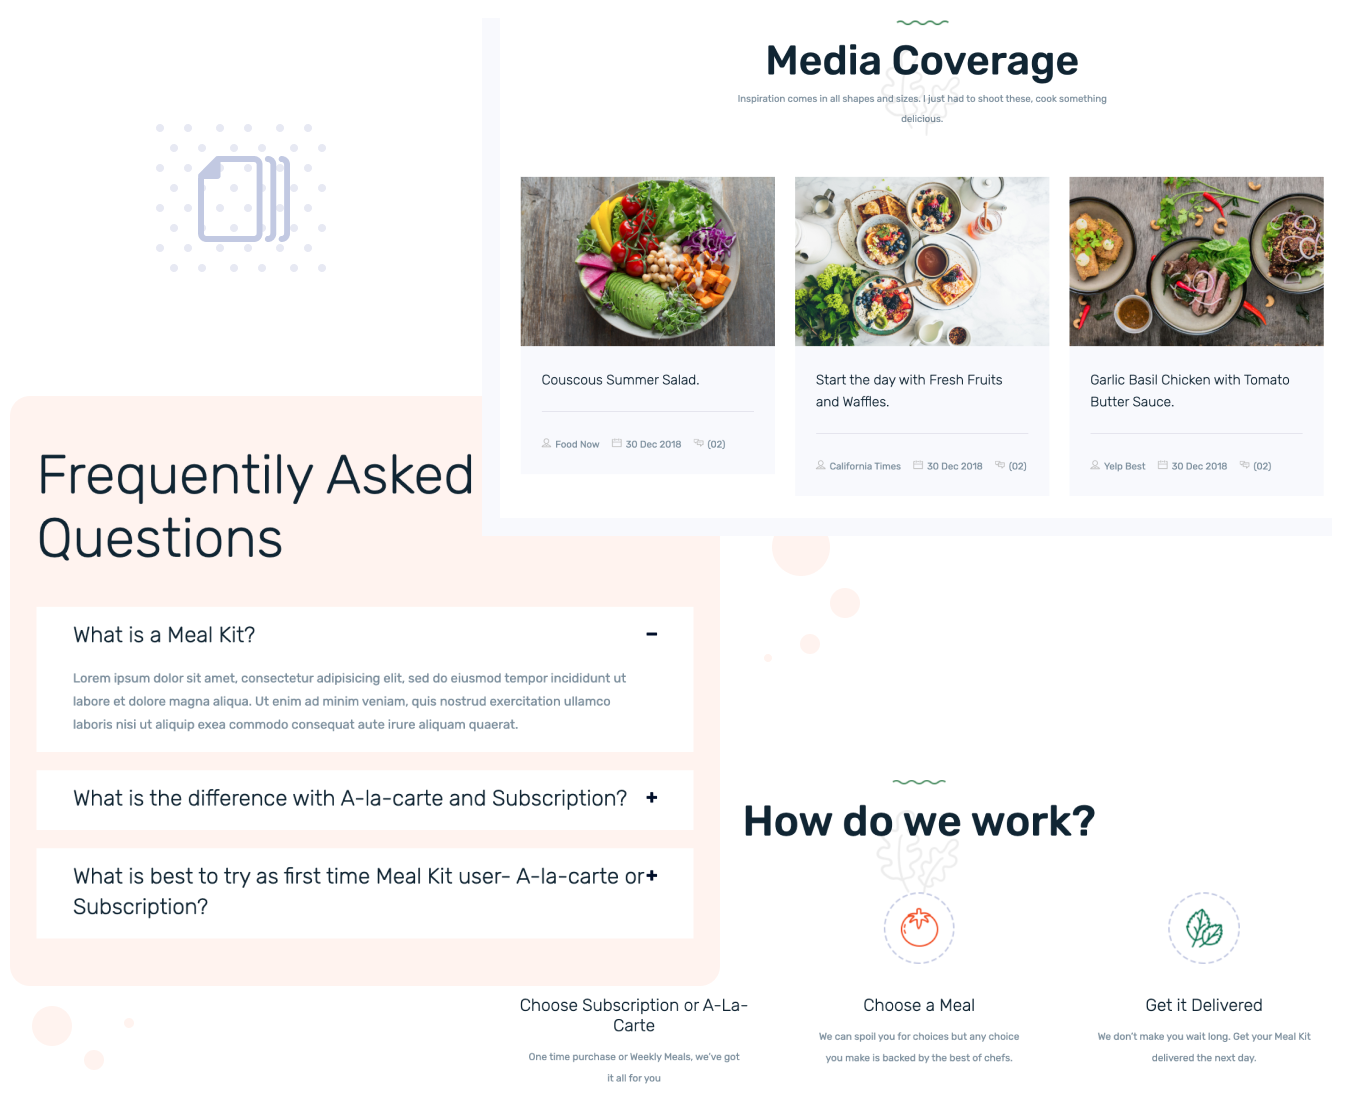 Media Coverage
Inspiration comes in all shapes and sizes. I just had to shoot these, cook something
delicious.
Couscous Summer Salad.
Food Now 30 Dec 2018 (02)
Start the day with Fresh Fruits
and Waffles.
California Times 30 Dec 2018 (02)
Garlic Basil Chicken with Tomato
Butter Sauce.
Yelp Best 30 Dec 2018 (02)
Frequentily Asked
Questions
What is a Meal Kit? −
Lorem ipsum dolor sit amet, consectetur adipisicing elit, sed do eiusmod tempor incididunt ut
labore et dolore magna aliqua. Ut enim ad minim veniam, quis nostrud exercitation ullamco
laboris nisi ut aliquip exea commodo consequat aute irure aliquam quaerat.
What is the difference with A-la-carte and Subscription? +
What is best to try as first time Meal Kit user- A-la-carte or +
Subscription?
How do we work?
Choose Subscription or A-La-
Carte
One time purchase or Weekly Meals, we've got
it all for you
Choose a Meal
We can spoil you for choices but any choice
you make is backed by the best of chefs.
Get it Delivered
We don't make you wait long. Get your Meal Kit
delivered the next day.